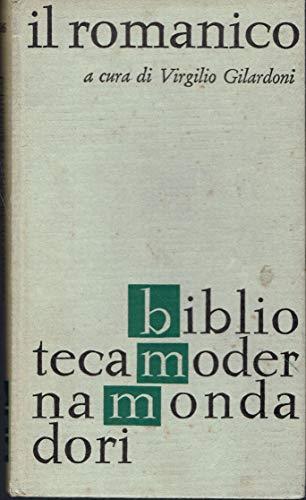 il romanico
a cura di Virgilio Gilardoni
biblio
tecamoder
namonda
dori